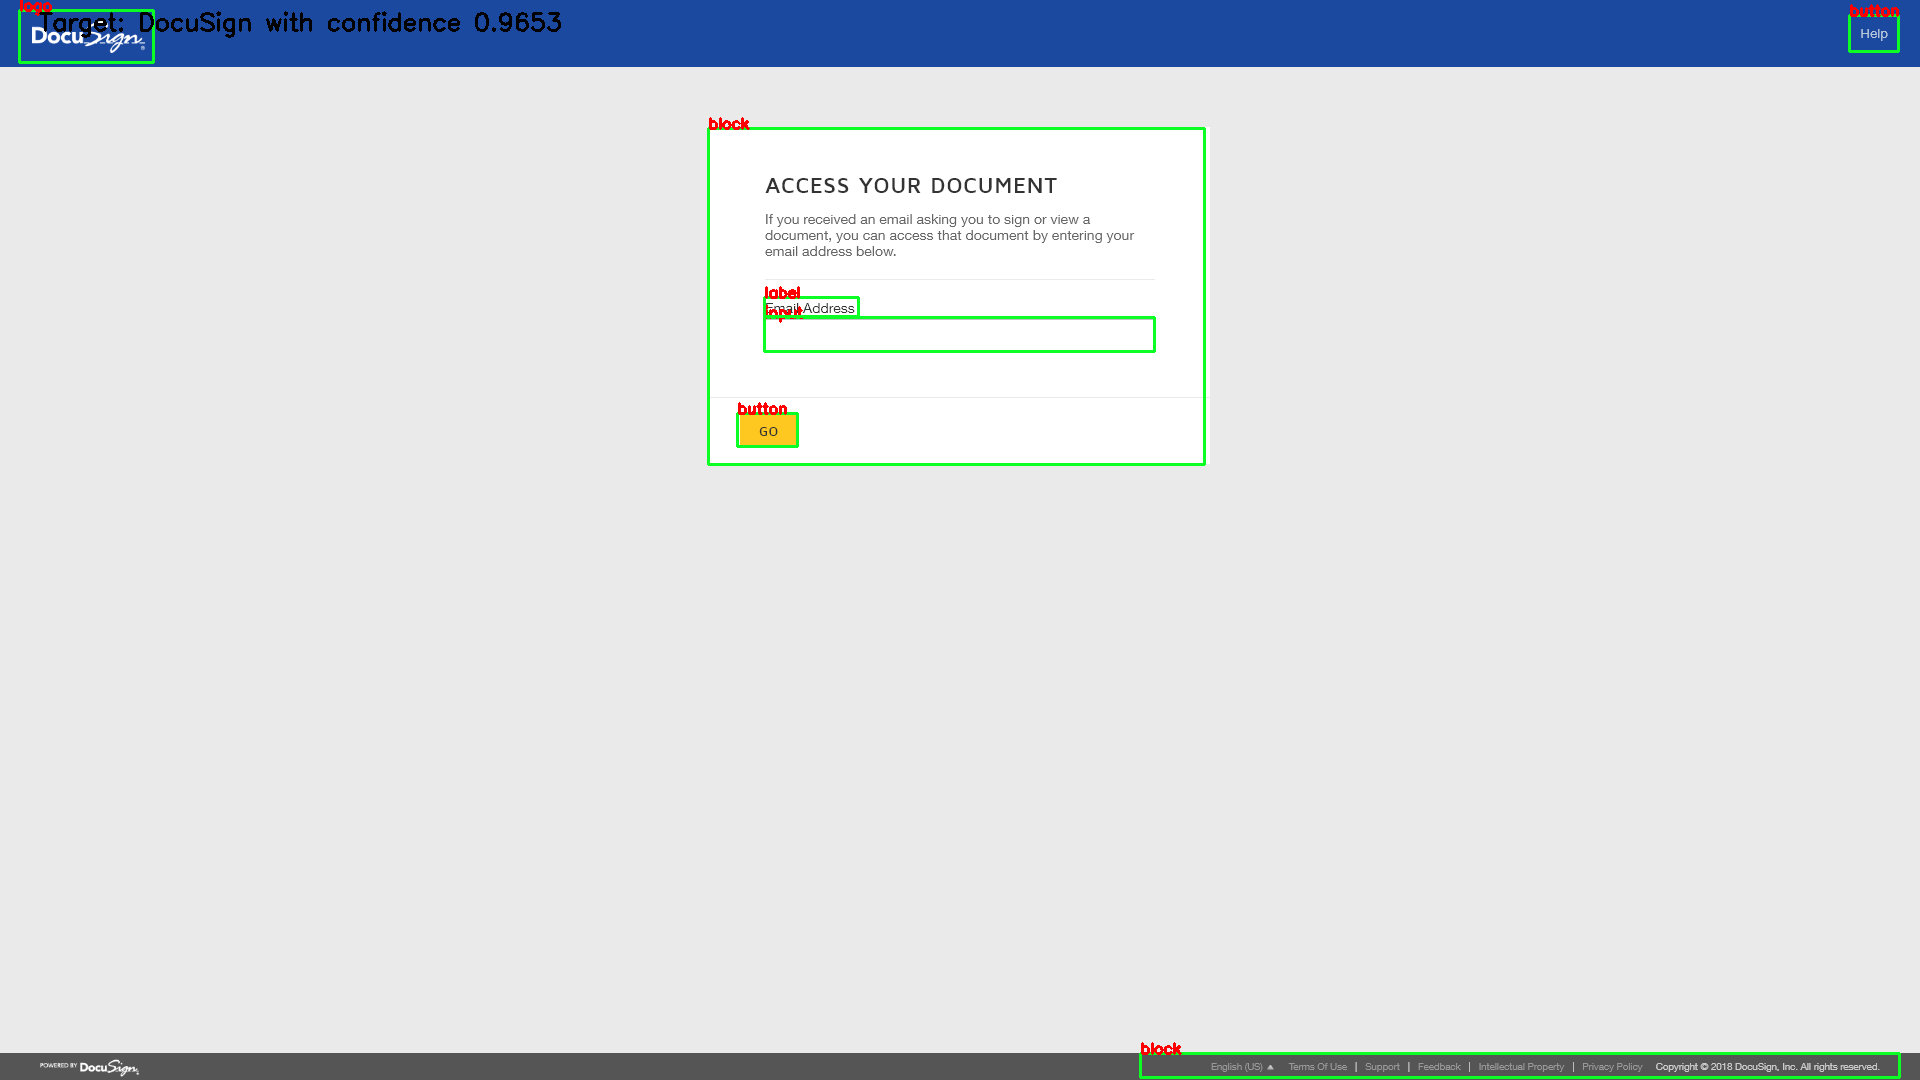 logo
Target: DocuSign with confidence 0.9653
DocuSign
button
Help
block
ACCESS YOUR DOCUMENT
If you received an email asking you to sign or view a
document, you can access that document by entering your
email address below.
label
Email Address
input
button
GO
block
POWERED BY DocuSign
English (US) Terms Of Use | Support | Feedback | Intellectual Property | Privacy Policy Copyright © 2018 DocuSign, Inc. All rights reserved.